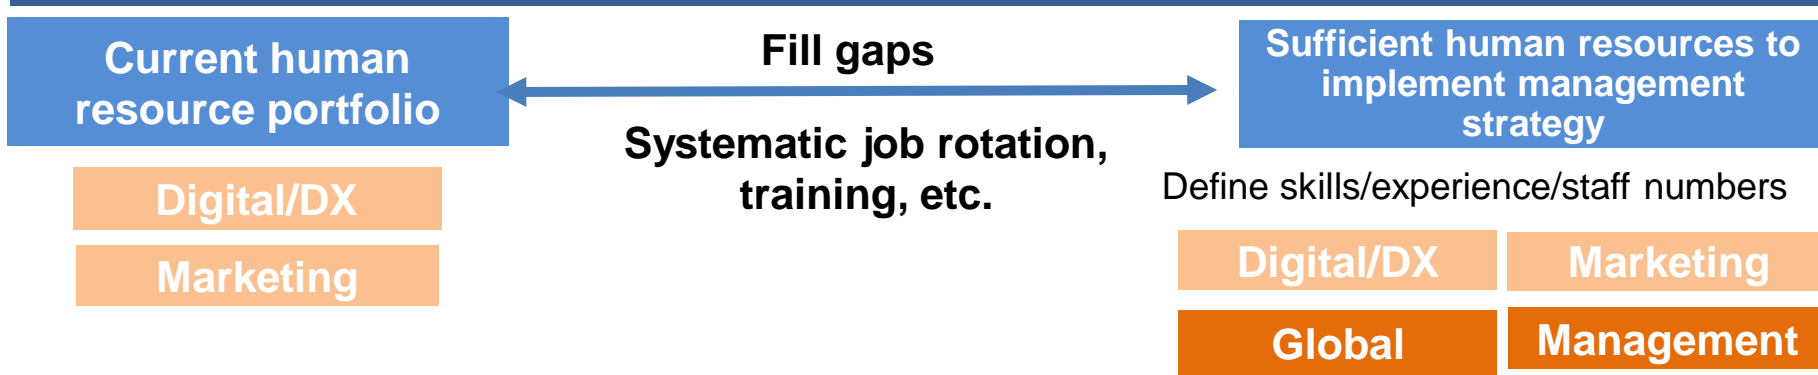 Current human
resource portfolio
Digital/DX
Marketing
Fill gaps
Systematic job rotation,
training, etc.
Sufficient human resources to
implement management
strategy
Define skills/experience/staff numbers
Digital/DX
Marketing
Global
Management